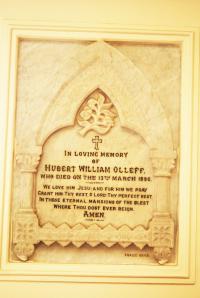 IN LOVING MEMORY
OF
HUBERT WILLIAM OLLEFF,
WHO DIED ON THE 13TH MARCH 1890.
WE LOVE HIM JESU AND FOR HIM WE PRAY
GRANT HIM THY REST O LORD THY PERFECT REST
IN THOSE ETERNAL MANSIONS OF THE BLEST
WHERE THOU DOST EVER REIGN.
AMEN.